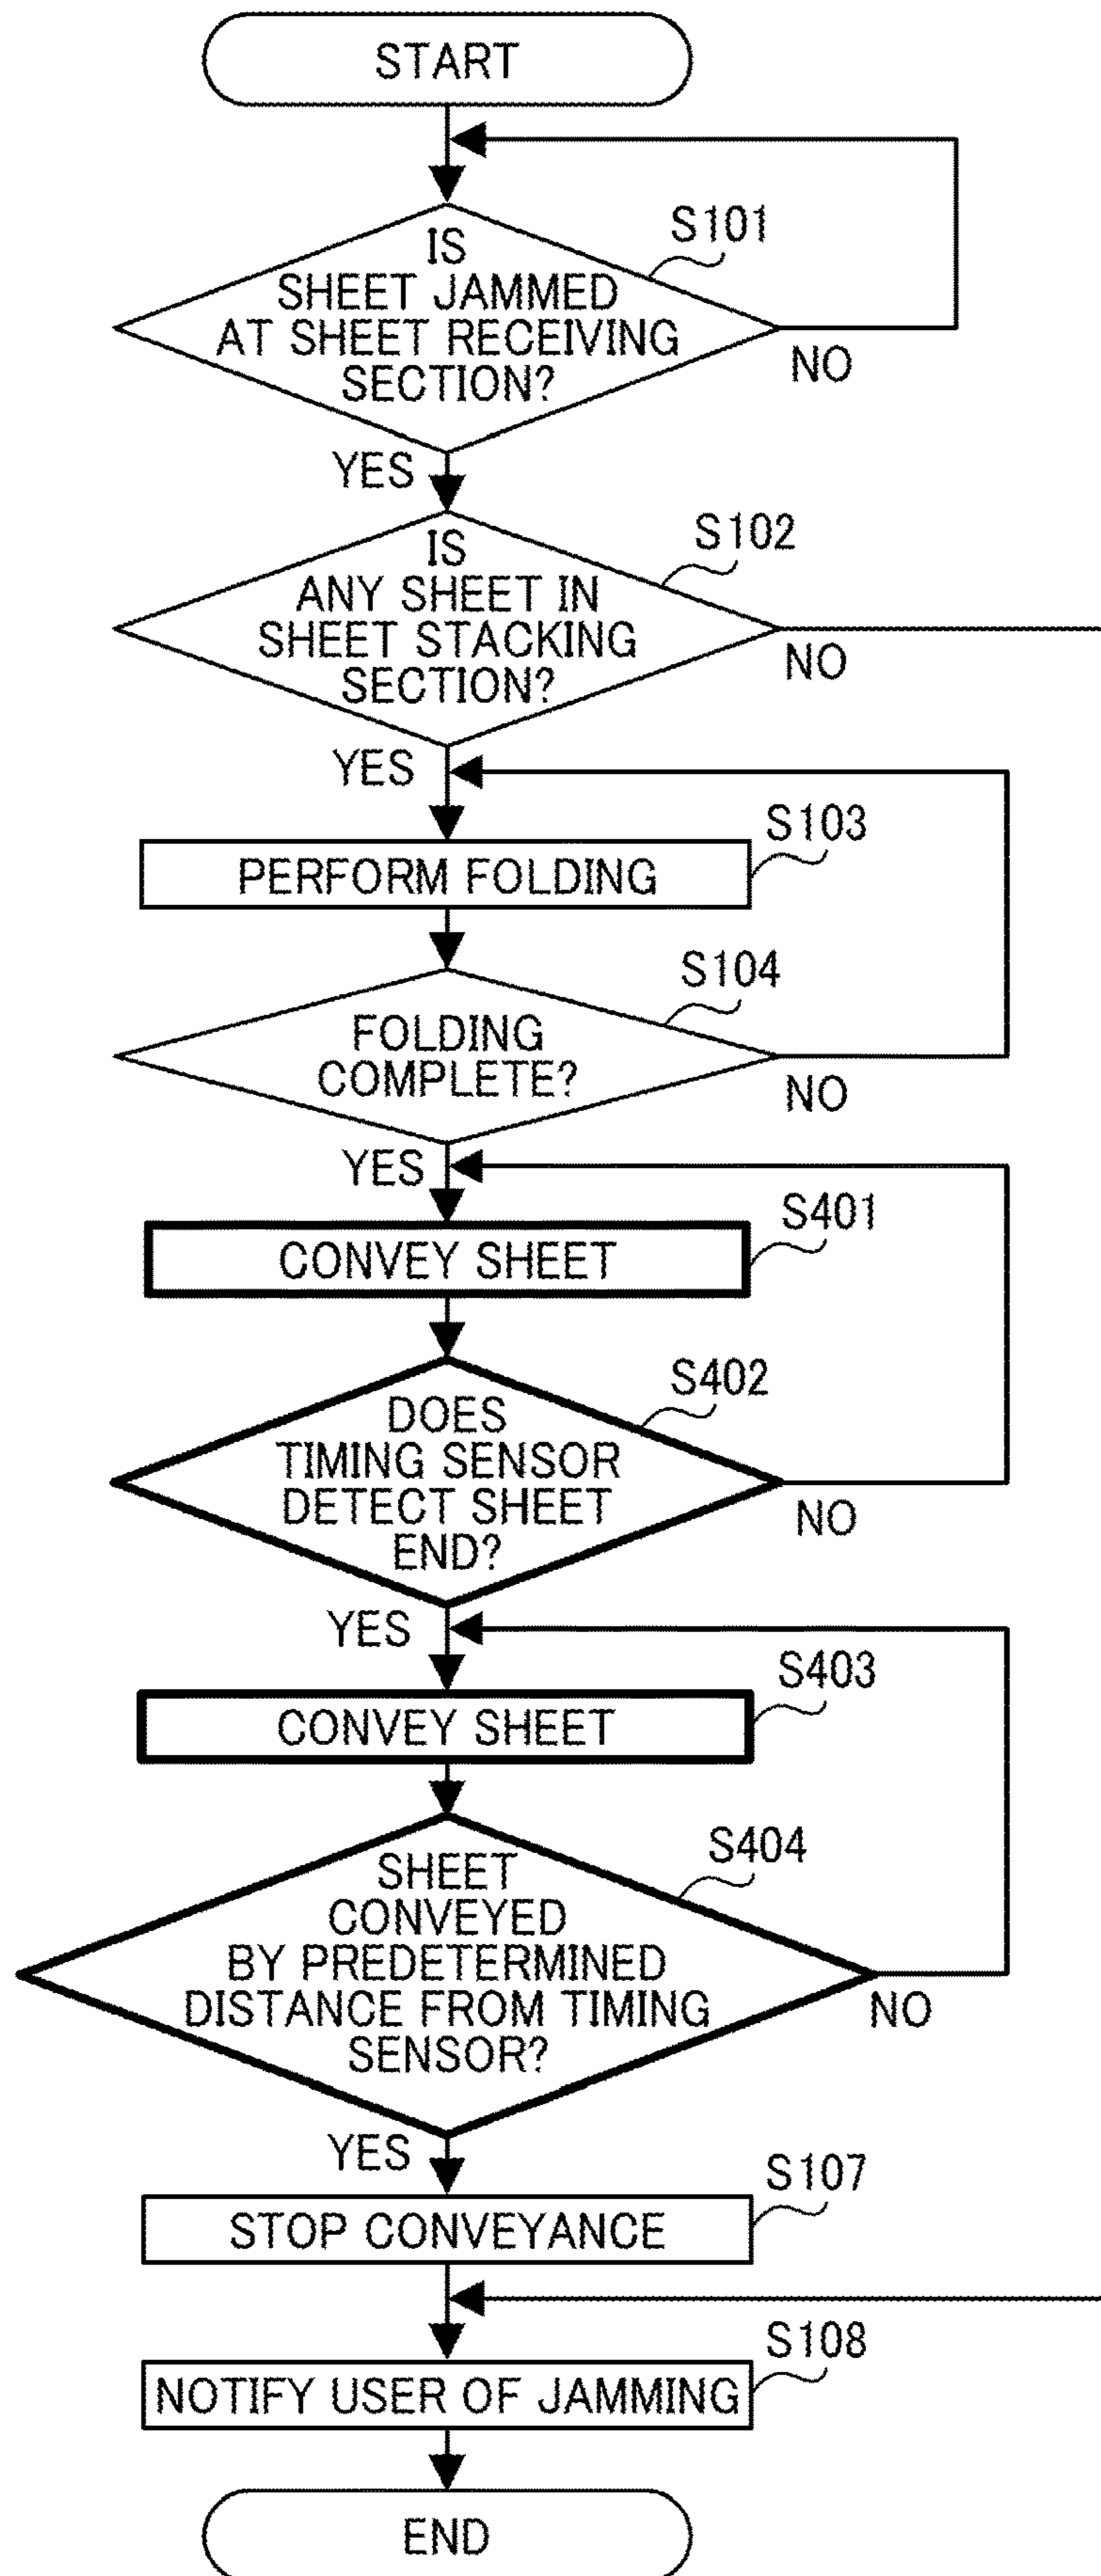 START
S101
IS
SHEET JAMMED
AT SHEET RECEIVING
SECTION?
NO
YES
S102
IS
ANY SHEET IN
SHEET STACKING
SECTION?
NO
YES
S103
PERFORM FOLDING
S104
FOLDING
COMPLETE?
NO
YES
S401
CONVEY SHEET
S402
DOES
TIMING SENSOR
DETECT SHEET
END?
NO
YES
S403
CONVEY SHEET
S404
SHEET
CONVEYED
BY PREDETERMINED
DISTANCE FROM TIMING
SENSOR?
NO
YES
S107
STOP CONVEYANCE
S108
NOTIFY USER OF JAMMING
END